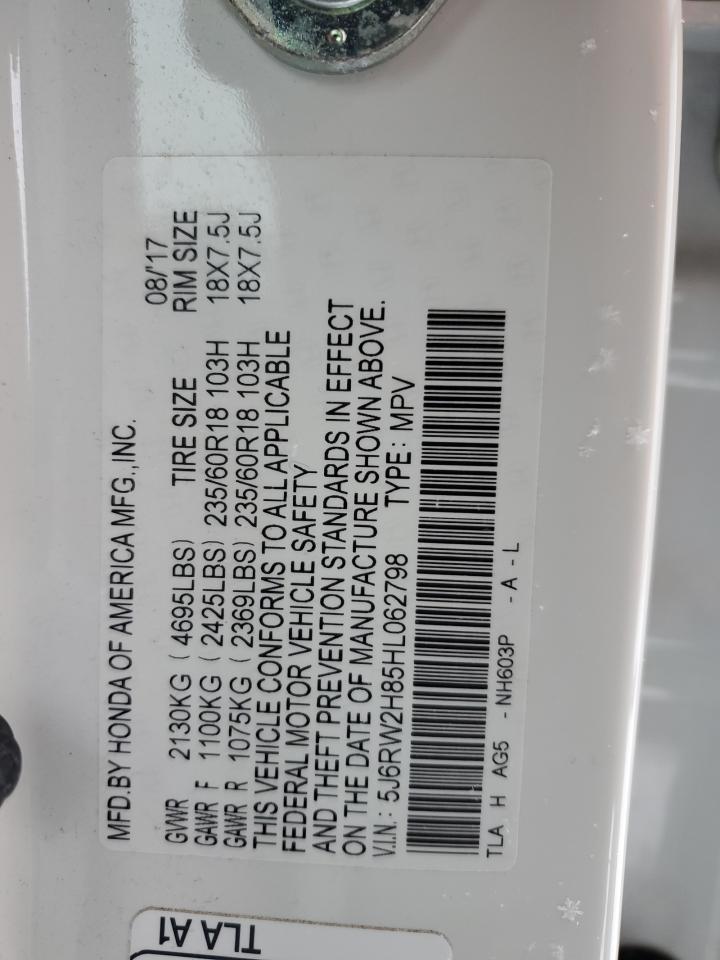 MFD.BY HONDA OF AMERICA MFG.,INC. 08/'17
GVWR 2130KG ( 4695LBS) TIRE SIZE RIM SIZE
GAWR F 1100KG ( 2425LBS) 235/60R18 103H 18X7.5J
GAWR R 1075KG ( 2369LBS) 235/60R18 103H 18X7.5J
THIS VEHICLE CONFORMS TO ALL APPLICABLE
FEDERAL MOTOR VEHICLE SAFETY
AND THEFT PREVENTION STANDARDS IN EFFECT
ON THE DATE OF MANUFACTURE SHOWN ABOVE.
V.I.N.: 5J6RW2H85HL062798 TYPE: MPV
TLA H AG5 -NH603P -A -L
TLA A1